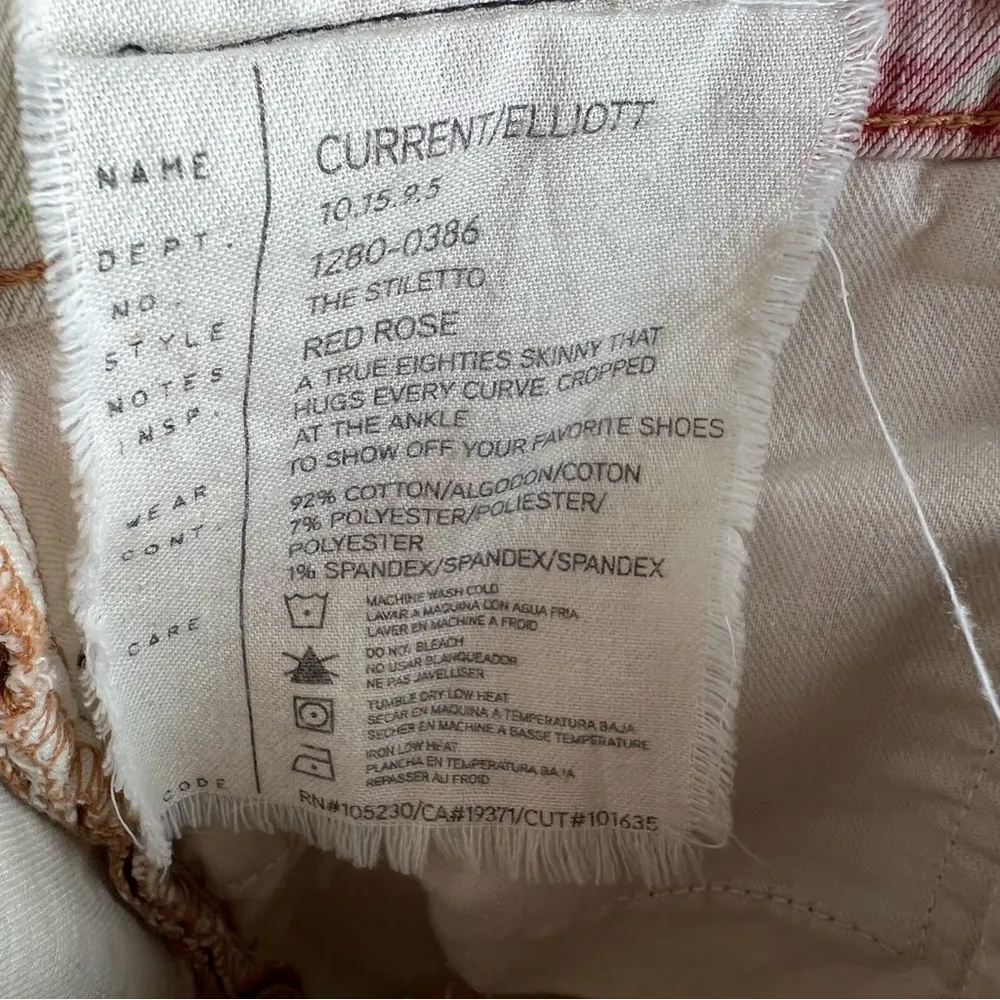 NAME CURRENT/ELLIOTT
10.15.9.5
DEPT. 1280-0386
NO. THE STILETTO
STYLE RED ROSE
NOTES A TRUE EIGHTIES SKINNY THAT
HUGS EVERY CURVE, CROPPED
INSP. AT THE ANKLE
TO SHOW OFF YOUR FAVORITE SHOES
WEAR 92% COTTON/ALGODON/COTON
CONT. 7% POLYESTER/POLIESTER/
POLYESTER
1% SPANDEX/SPANDEX/SPANDEX
CARE MACHINE WASH COLD
LAVAR A MAQUINA CON AGUA FRIA
LAVER EN MACHINE A FROID
DO NOT BLEACH
NO USAR BLANQUEADOR
NE PAS JAVELLISER
TUMBLE DRY LOW HEAT
SECAR EN MAQUINA A TEMPERATURA BAJA
SECHER EN MACHINE A BASSE TEMPERATURE
IRON LOW HEAT
PLANCHA EN TEMPERATURA BAJA
REPASSER AU FROID
CODE RN#105230/CA#19371/CUT#101635